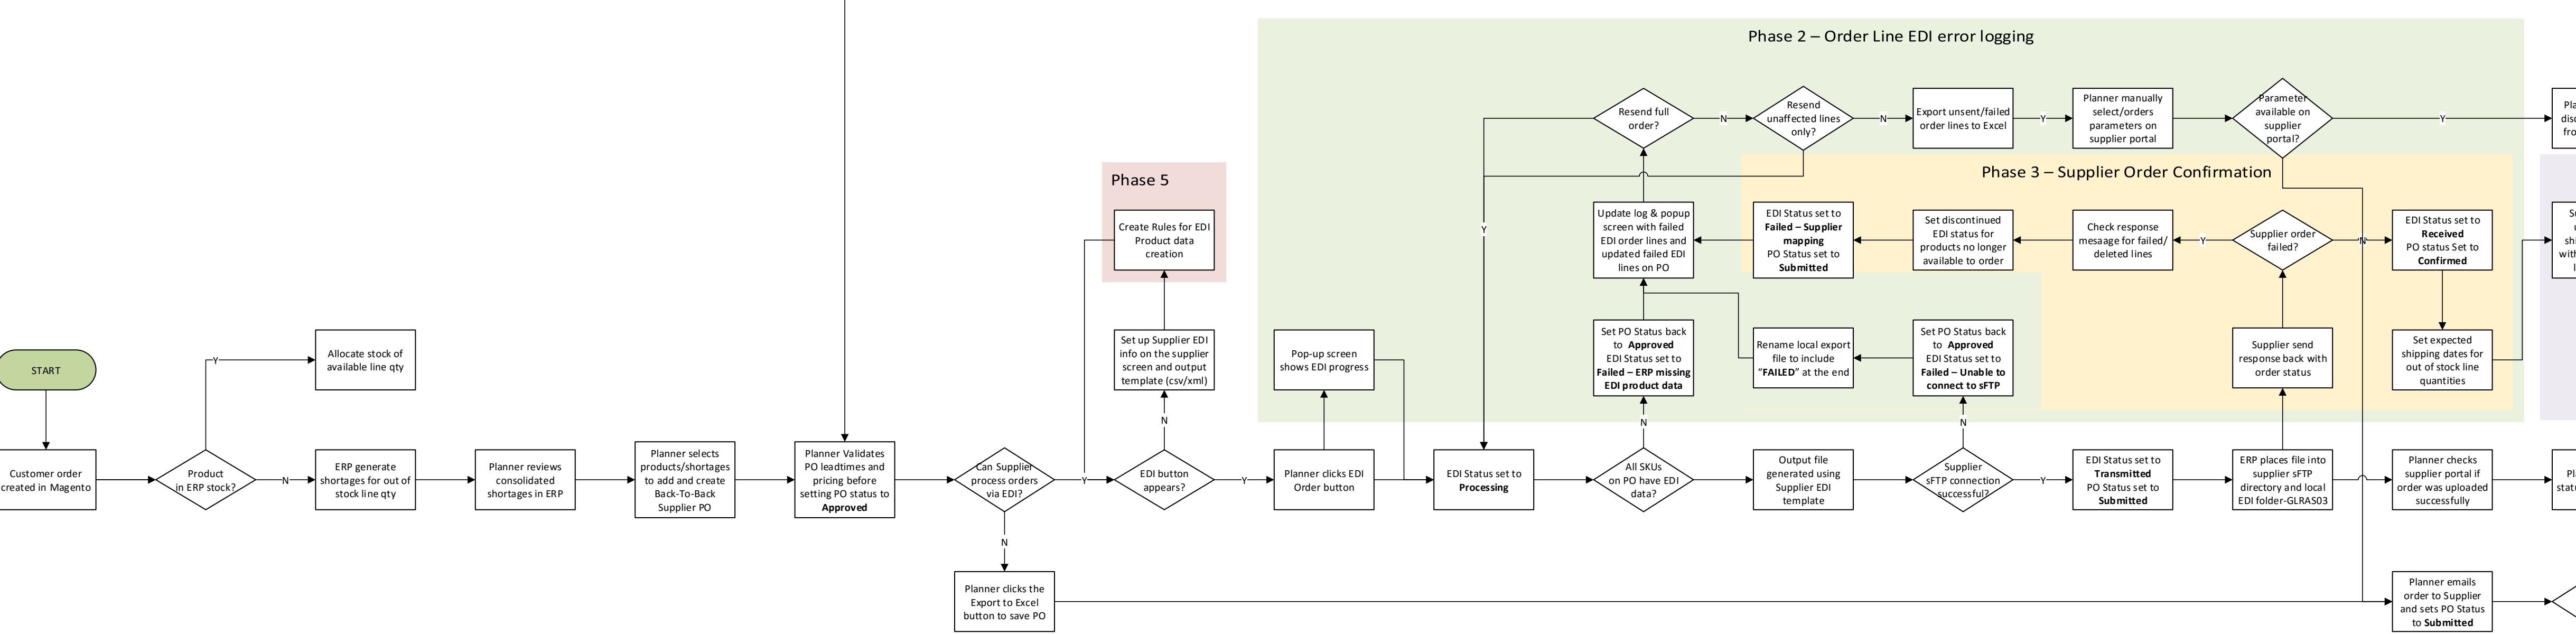 Phase 2 – Order Line EDI error logging
Resend full
order?
N
Resend
unaffected lines
only?
N
Export unsent/failed
order lines to Excel
Y
Planner manually
select/orders
parameters on
supplier portal
Parameter
available on
supplier
portal?
Y
Phase 5
Create Rules for EDI
Product data
creation
Phase 3 – Supplier Order Confirmation
Y
Update log & popup
screen with failed
EDI order lines and
updated failed EDI
lines on PO
EDI Status set to
Failed – Supplier
mapping
PO Status set to
Submitted
Set discontinued
EDI status for
products no longer
available to order
Check response
mesaage for failed/
deleted lines
Y
Supplier order
failed?
N
EDI Status set to
Received
PO status Set to
Confirmed
START
Y
Allocate stock of
available line qty
Set up Supplier EDI
info on the supplier
screen and output
template (csv/xml)
N
Pop-up screen
shows EDI progress
Set PO Status back
to Approved
EDI Status set to
Failed – ERP missing
EDI product data
N
Rename local export
file to include
“FAILED” at the end
Set PO Status back
to Approved
EDI Status set to
Failed – Unable to
connect to sFTP
N
Supplier send
response back with
order status
Set expected
shipping dates for
out of stock line
quantities
Customer order
created in Magento
Product
in ERP stock?
N
ERP generate
shortages for out of
stock line qty
Planner reviews
consolidated
shortages in ERP
Planner selects
products/shortages
to add and create
Back-To-Back
Supplier PO
Planner Validates
PO leadtimes and
pricing before
setting PO status to
Approved
Can Supplier
process orders
via EDI?
Y
EDI button
appears?
Y
Planner clicks EDI
Order button
EDI Status set to
Processing
All SKUs
on PO have EDI
data?
Output file
generated using
Supplier EDI
template
Supplier
sFTP connection
successful?
Y
EDI Status set to
Transmitted
PO Status set to
Submitted
ERP places file into
supplier sFTP
directory and local
EDI folder-GLRAS03
Planner checks
supplier portal if
order was uploaded
successfully
N
Planner clicks the
Export to Excel
button to save PO
Planner emails
order to Supplier
and sets PO Status
to Submitted